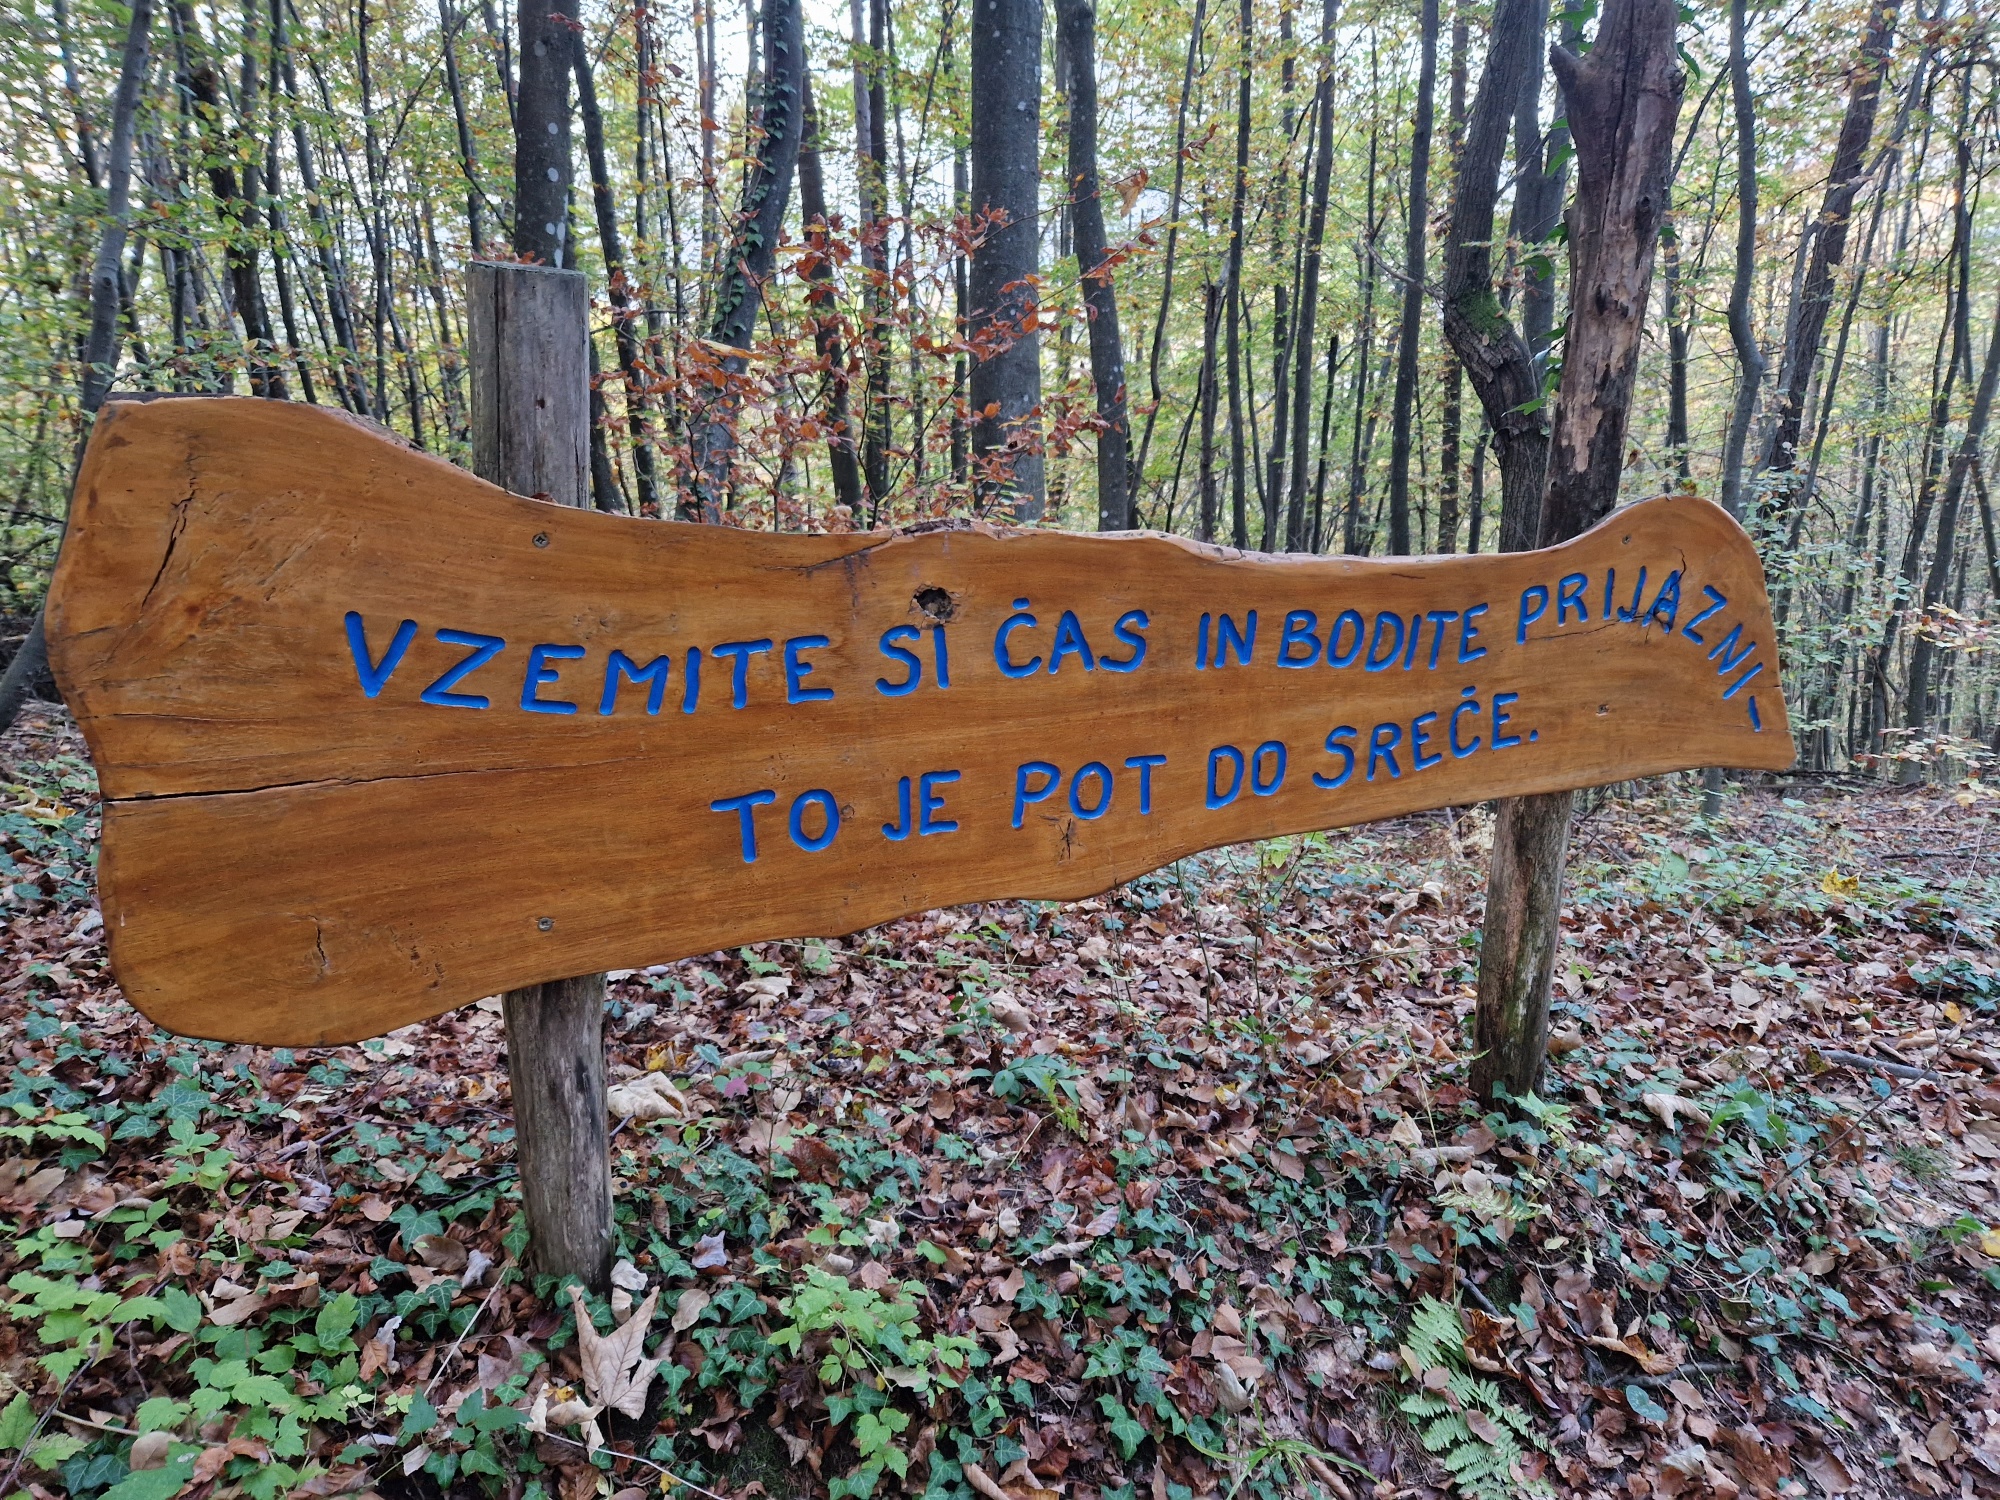 VZEMITE SI ČAS IN BODITE PRIJAZNI -
TO JE POT DO SREČE.